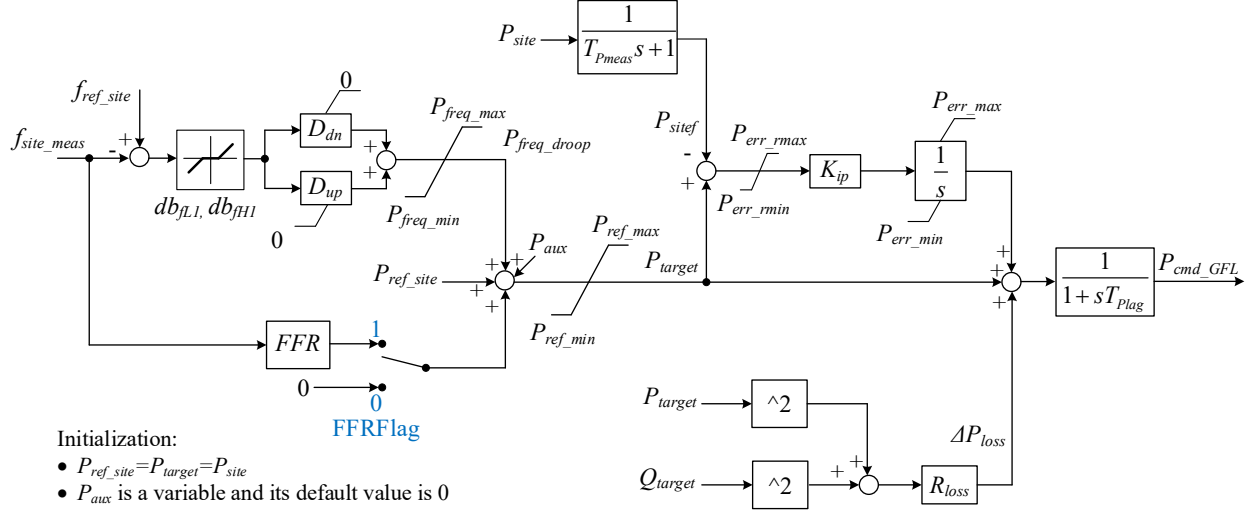 P_site
1
T_Pmeas s+1
f_ref_site
f_site_meas
+
-
db_fL1, db_fH1
0
D_dn
D_up
0
+
+
P_freq_max
P_freq_droop
P_freq_min
P_sitef
-
+
P_err_rmax
P_err_rmin
K_ip
P_err_max
1
s
P_err_min
P_aux
P_ref_site
+
+
+
+
P_ref_max
P_ref_min
P_target
+
+
+
1
1+sT_Plag
P_cmd_GFL
FFR
1
0
0
FFRFlag
P_target
^2
Q_target
^2
+
+
R_loss
ΔP_loss
Initialization:
• P_ref_site=P_target=P_site
• P_aux is a variable and its default value is 0